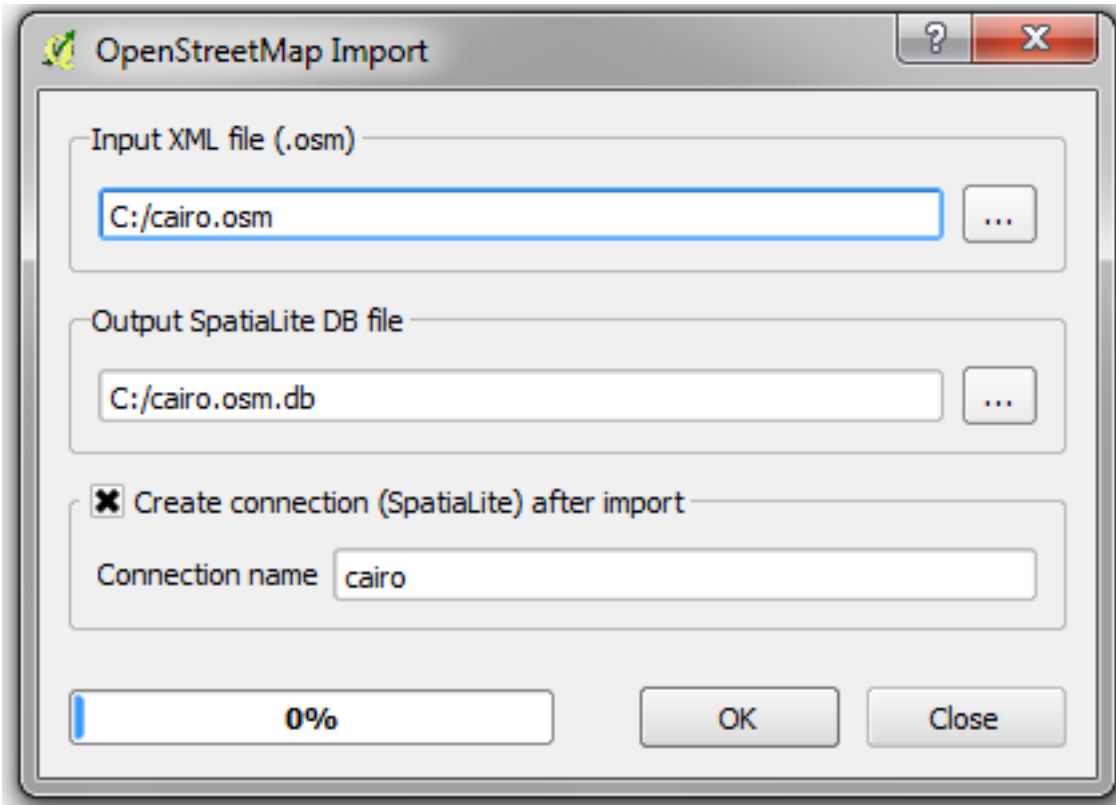 OpenStreetMap Import
?
Input XML file (.osm)
C:/cairo.osm
...
Output SpatiaLite DB file
C:/cairo.osm.db
...
Create connection (SpatiaLite) after import
Connection name cairo
0% OK Close